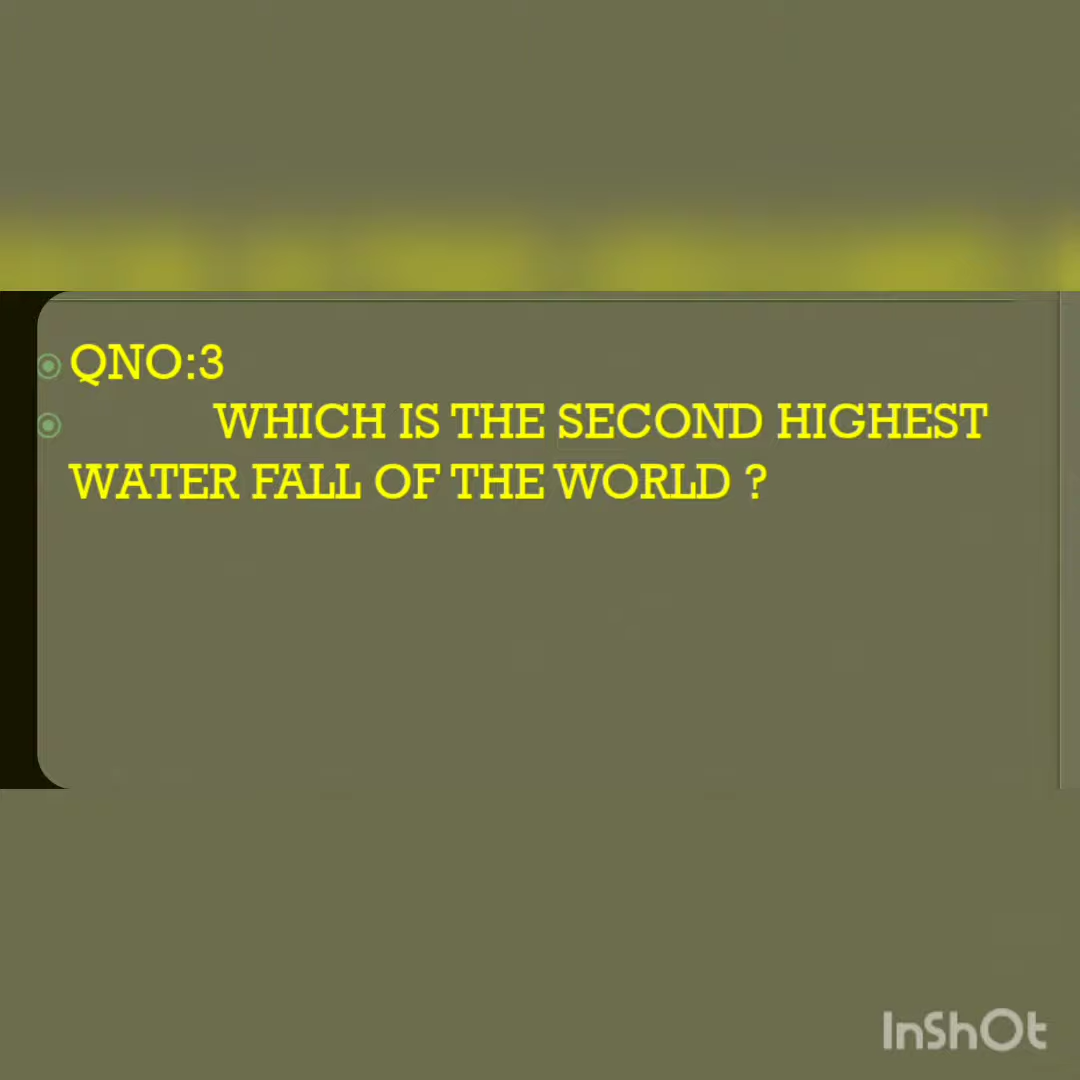 QNO:3
WHICH IS THE SECOND HIGHEST
WATER FALL OF THE WORLD ?
InShOt